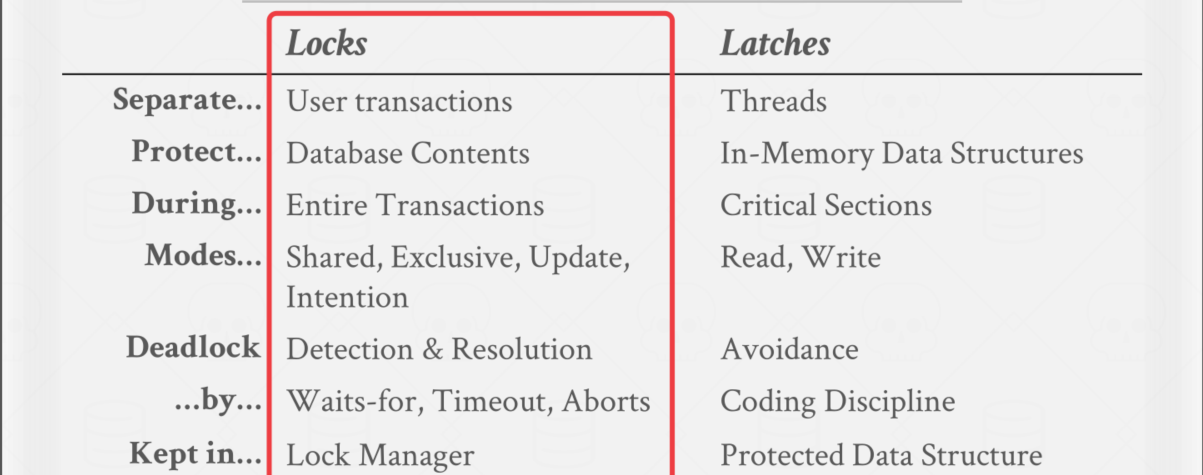 Locks Latches
Separate... User transactions Threads
Protect... Database Contents In-Memory Data Structures
During... Entire Transactions Critical Sections
Modes... Shared, Exclusive, Update, Read, Write
Intention
Deadlock Detection & Resolution Avoidance
...by... Waits-for, Timeout, Aborts Coding Discipline
Kept in... Lock Manager Protected Data Structure